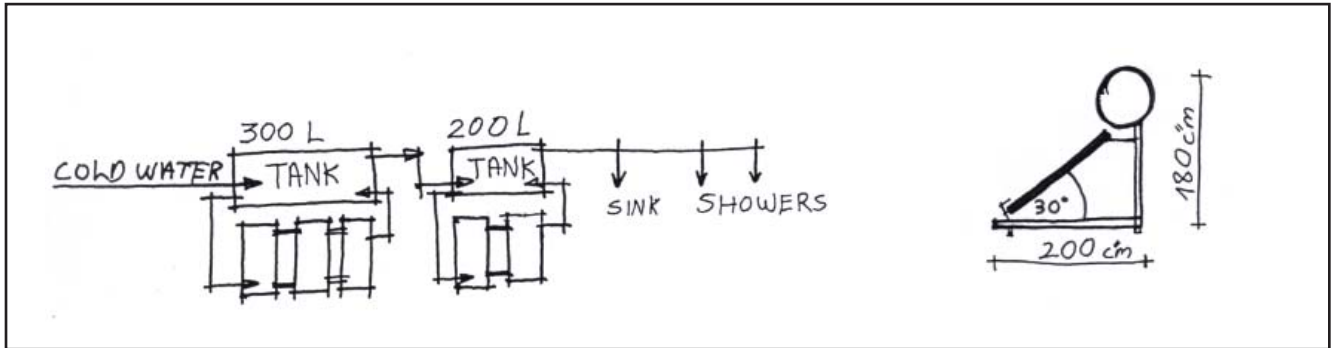 300 L
200 L
COLD WATER
TANK
TANK
SINK
SHOWERS
30°
180 cm
200 cm